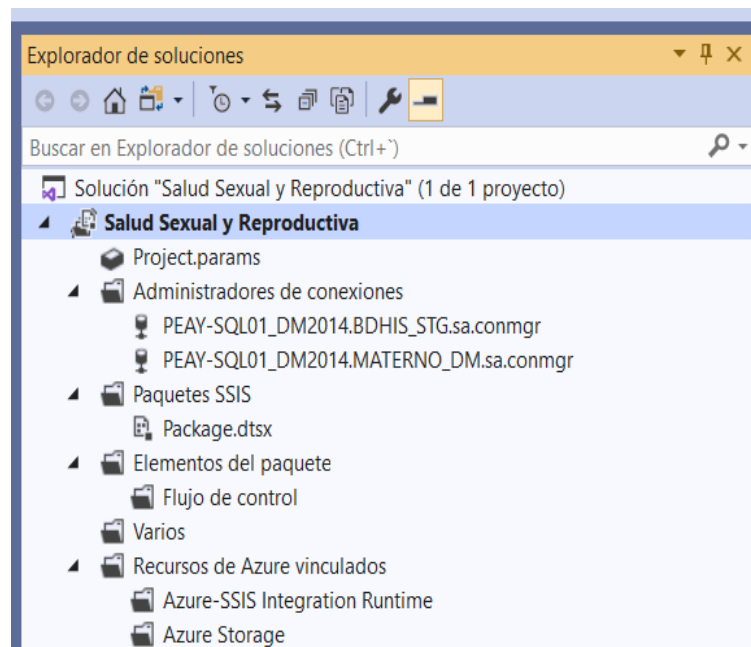 Explorador de soluciones
Buscar en Explorador de soluciones (Ctrl+`)
Solución "Salud Sexual y Reproductiva" (1 de 1 proyecto)
Salud Sexual y Reproductiva
Project.params
Administradores de conexiones
PEAY-SQL01_DM2014.BDHIS_STG.sa.conmgr
PEAY-SQL01_DM2014.MATERNO_DM.sa.conmgr
Paquetes SSIS
Package.dtsx
Elementos del paquete
Flujo de control
Varios
Recursos de Azure vinculados
Azure-SSIS Integration Runtime
Azure Storage